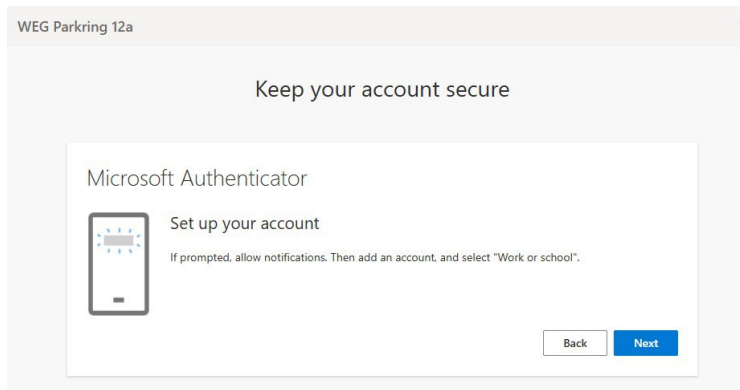 WEG Parkring 12a
Keep your account secure
Microsoft Authenticator
Set up your account
If prompted, allow notifications. Then add an account, and select "Work or school".
Back Next